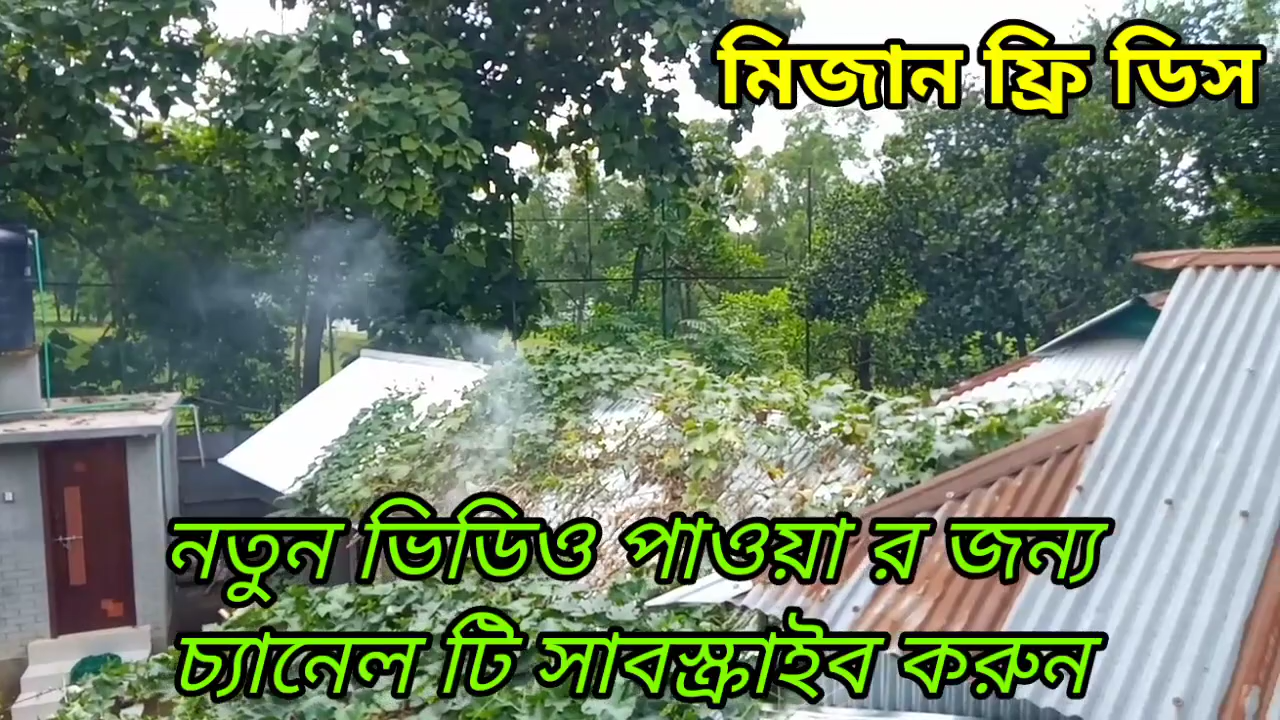 মিজান ফ্রি ডিস
নতুন ভিডিও পাওয়া র জন্য
চ্যানেল টি সাবস্ক্রাইব করুন